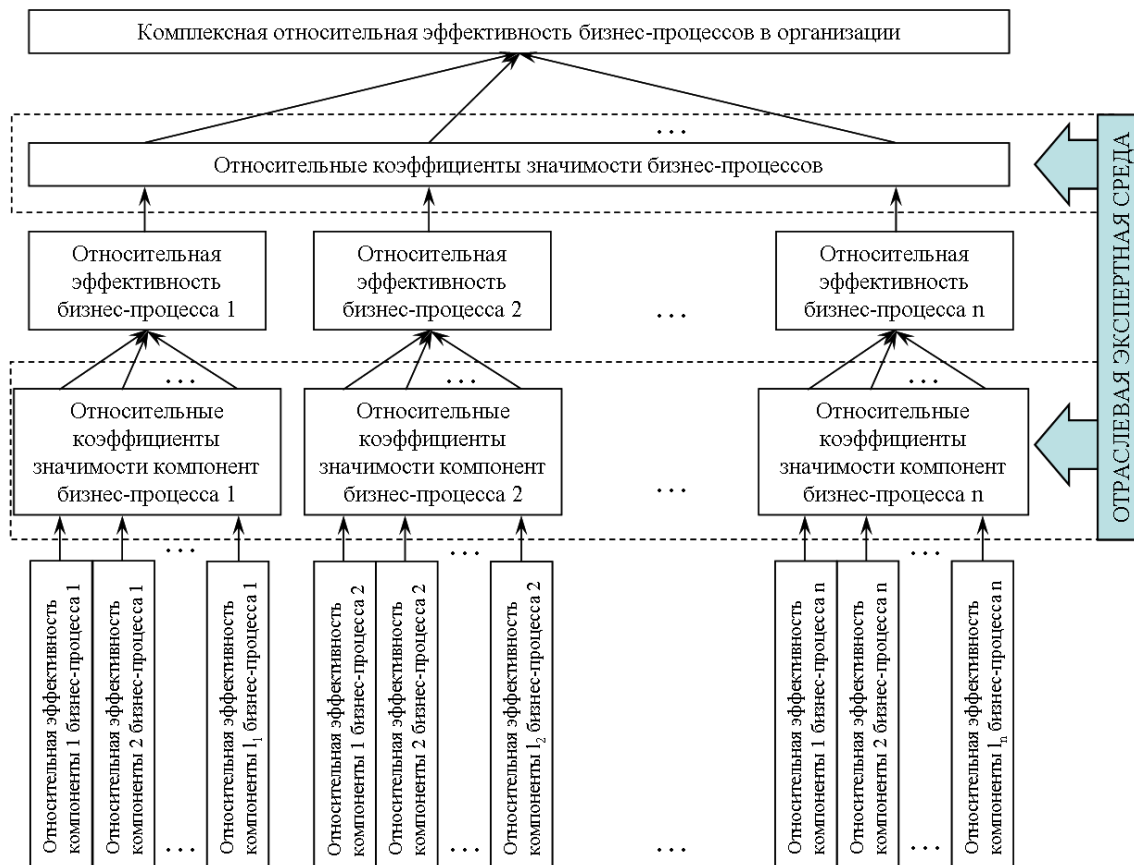 Комплексная относительная эффективность бизнес-процессов в организации
...
Относительные коэффициенты значимости бизнес-процессов
ОТРАСЛЕВАЯ ЭКСПЕРТНАЯ СРЕДА
Относительная
эффективность
бизнес-процесса 1
Относительная
эффективность
бизнес-процесса 2
...
Относительная
эффективность
бизнес-процесса n
...
...
...
Относительные
коэффициенты
значимости компонент
бизнес-процесса 1
Относительные
коэффициенты
значимости компонент
бизнес-процесса 2
...
Относительные
коэффициенты
значимости компонент
бизнес-процесса n
...
...
...
...
Относительная эффективность
компоненты 1 бизнес-процесса 1
Относительная эффективность
компоненты 2 бизнес-процесса 1
...
Относительная эффективность
компоненты l₁ бизнес-процесса 1
Относительная эффективность
компоненты 1 бизнес-процесса 2
Относительная эффективность
компоненты 2 бизнес-процесса 2
...
Относительная эффективность
компоненты l₂ бизнес-процесса 2
...
Относительная эффективность
компоненты 1 бизнес-процесса n
Относительная эффективность
компоненты 2 бизнес-процесса n
...
Относительная эффективность
компоненты lₙ бизнес-процесса n